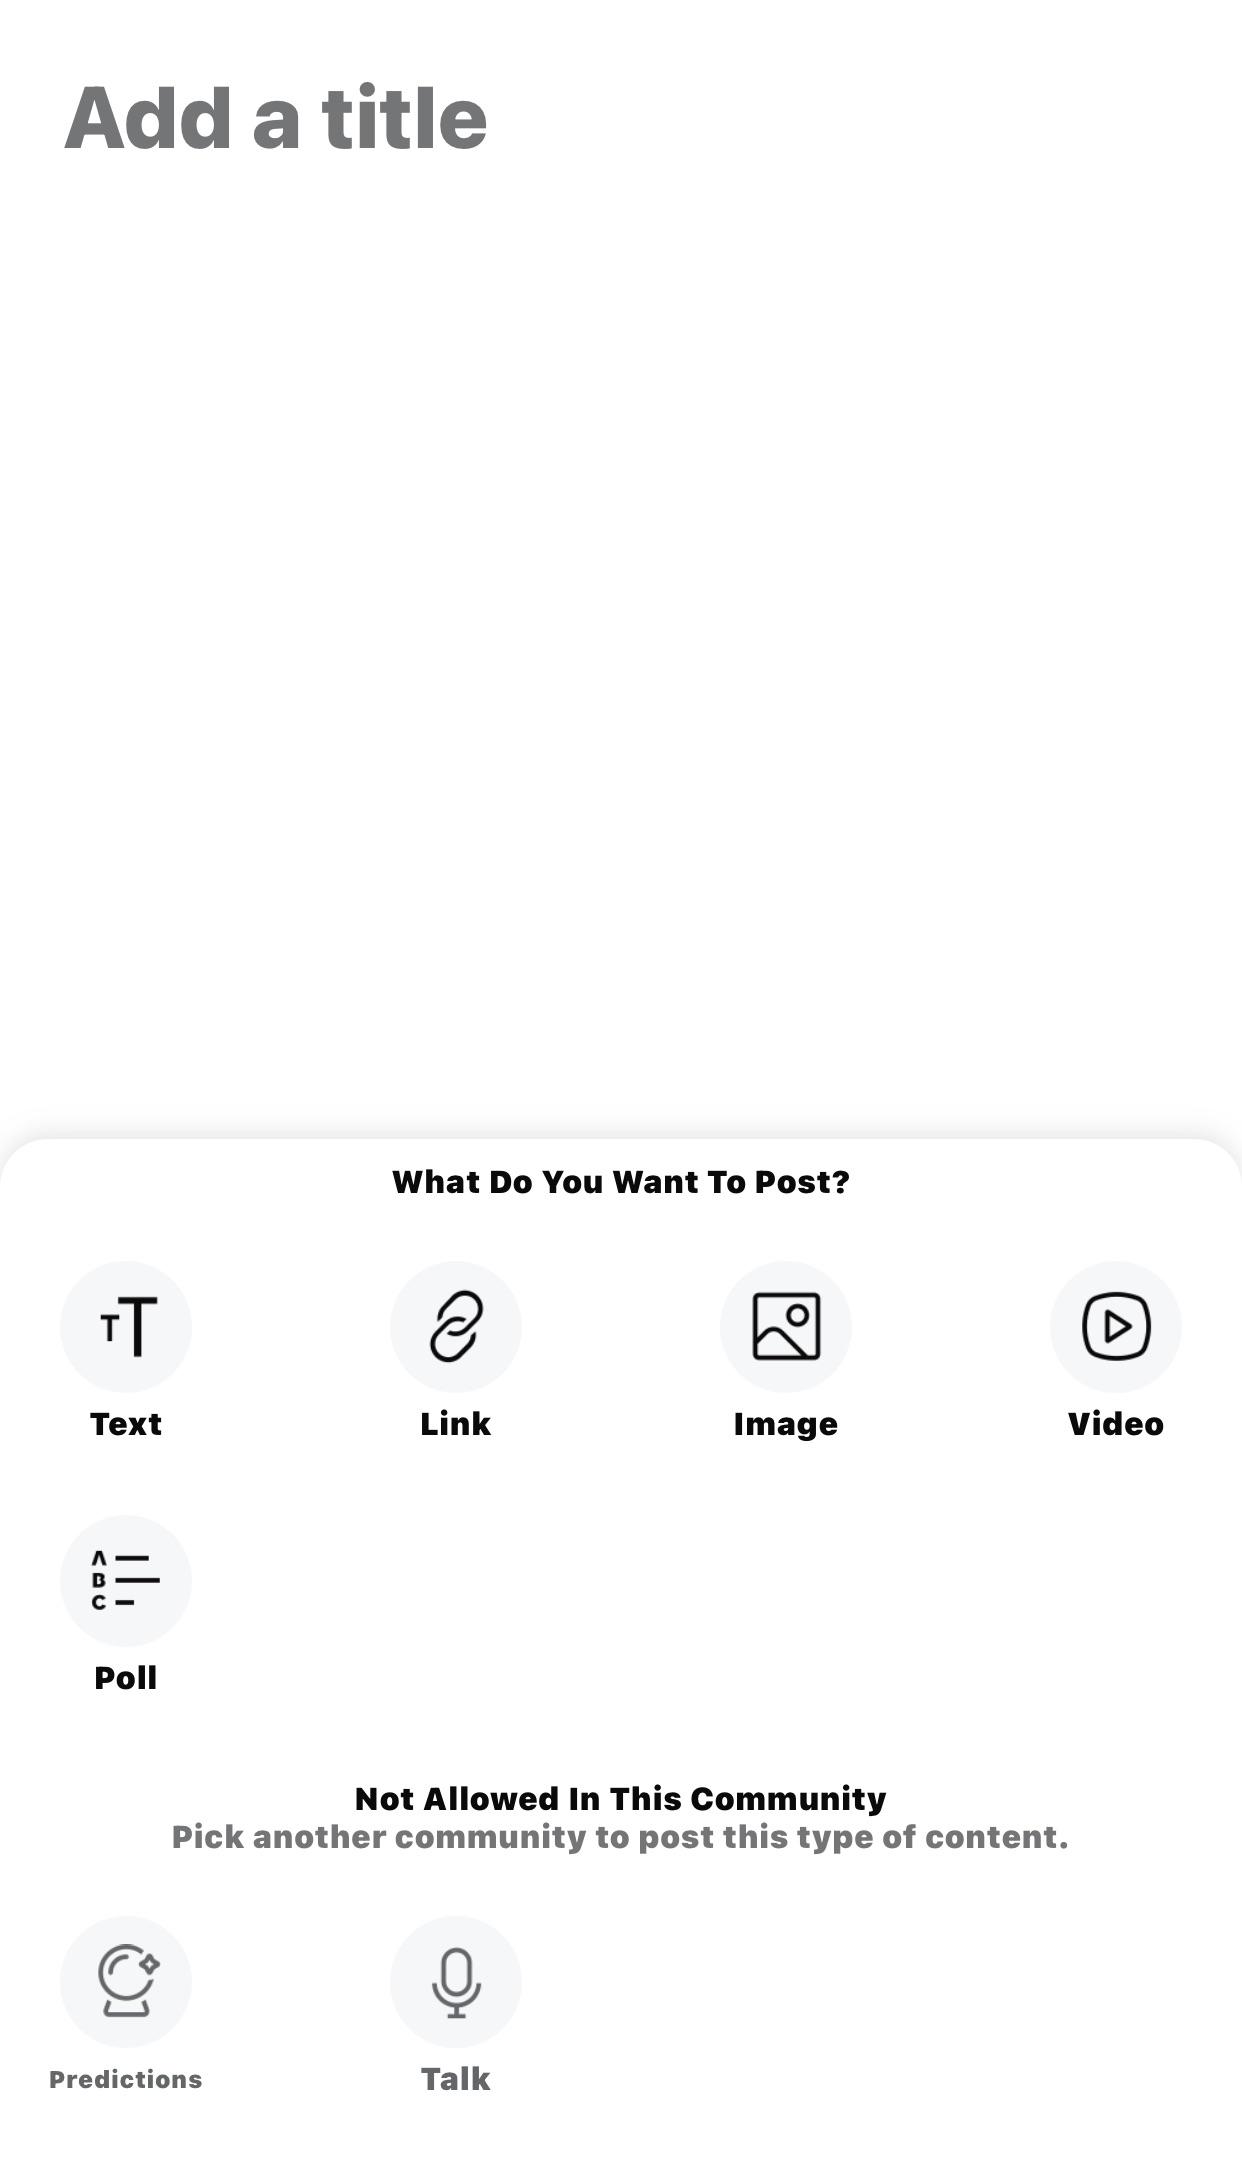 Add a title
What Do You Want To Post?
Text
Link
Image
Video
A
B
C
Poll
Not Allowed In This Community
Pick another community to post this type of content.
Predictions
Talk